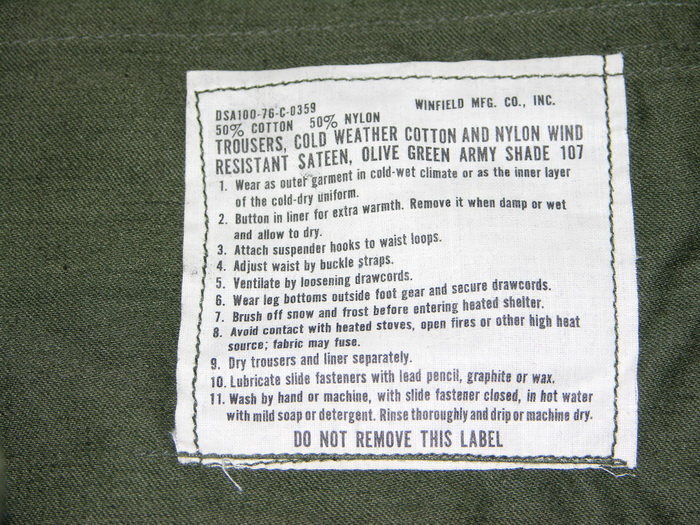 DSA100-76-C-0359 WINFIELD MFG. CO., INC.
50% COTTON 50% NYLON
TROUSERS, COLD WEATHER COTTON AND NYLON WIND
RESISTANT SATEEN, OLIVE GREEN ARMY SHADE 107
1. Wear as outer garment in cold-wet climate or as the inner layer
of the cold-dry uniform.
2. Button in liner for extra warmth. Remove it when damp or wet
and allow to dry.
3. Attach suspender hooks to waist loops.
4. Adjust waist by buckle straps.
5. Ventilate by loosening drawcords.
6. Wear leg bottoms outside foot gear and secure drawcords.
7. Brush off snow and frost before entering heated shelter.
8. Avoid contact with heated stoves, open fires or other high heat
source; fabric may fuse.
9. Dry trousers and liner separately.
10. Lubricate slide fasteners with lead pencil, graphite or wax.
11. Wash by hand or machine, with slide fastener closed, in hot water
with mild soap or detergent. Rinse thoroughly and drip or machine dry.
DO NOT REMOVE THIS LABEL